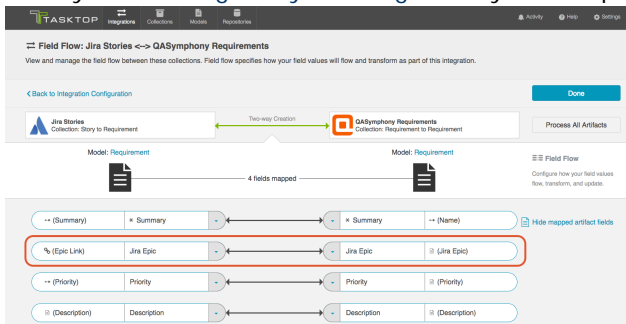 TASKTOP
Integrations
Collections
Models
Repositories
Activity
Help
Settings
Field Flow: Jira Stories <--> QASymphony Requirements
View and manage the field flow between these collections. Field flow specifies how your field values will flow and transform as part of this integration.
Back to Integration Configuration
Done
Jira Stories
Collection: Story to Requirement
Two-way Creation
QASymphony Requirements
Collection: Requirement to Requirement
Process All Artifacts
Model: Requirement
Model: Requirement
4 fields mapped
Field Flow
Configure how your field values
flow, transform, and update.
(Summary) * Summary * Summary (Name)
Hide mapped artifact fields
(Epic Link) Jira Epic Jira Epic (Jira Epic)
(Priority) Priority Priority (Priority)
(Description) Description Description (Description)